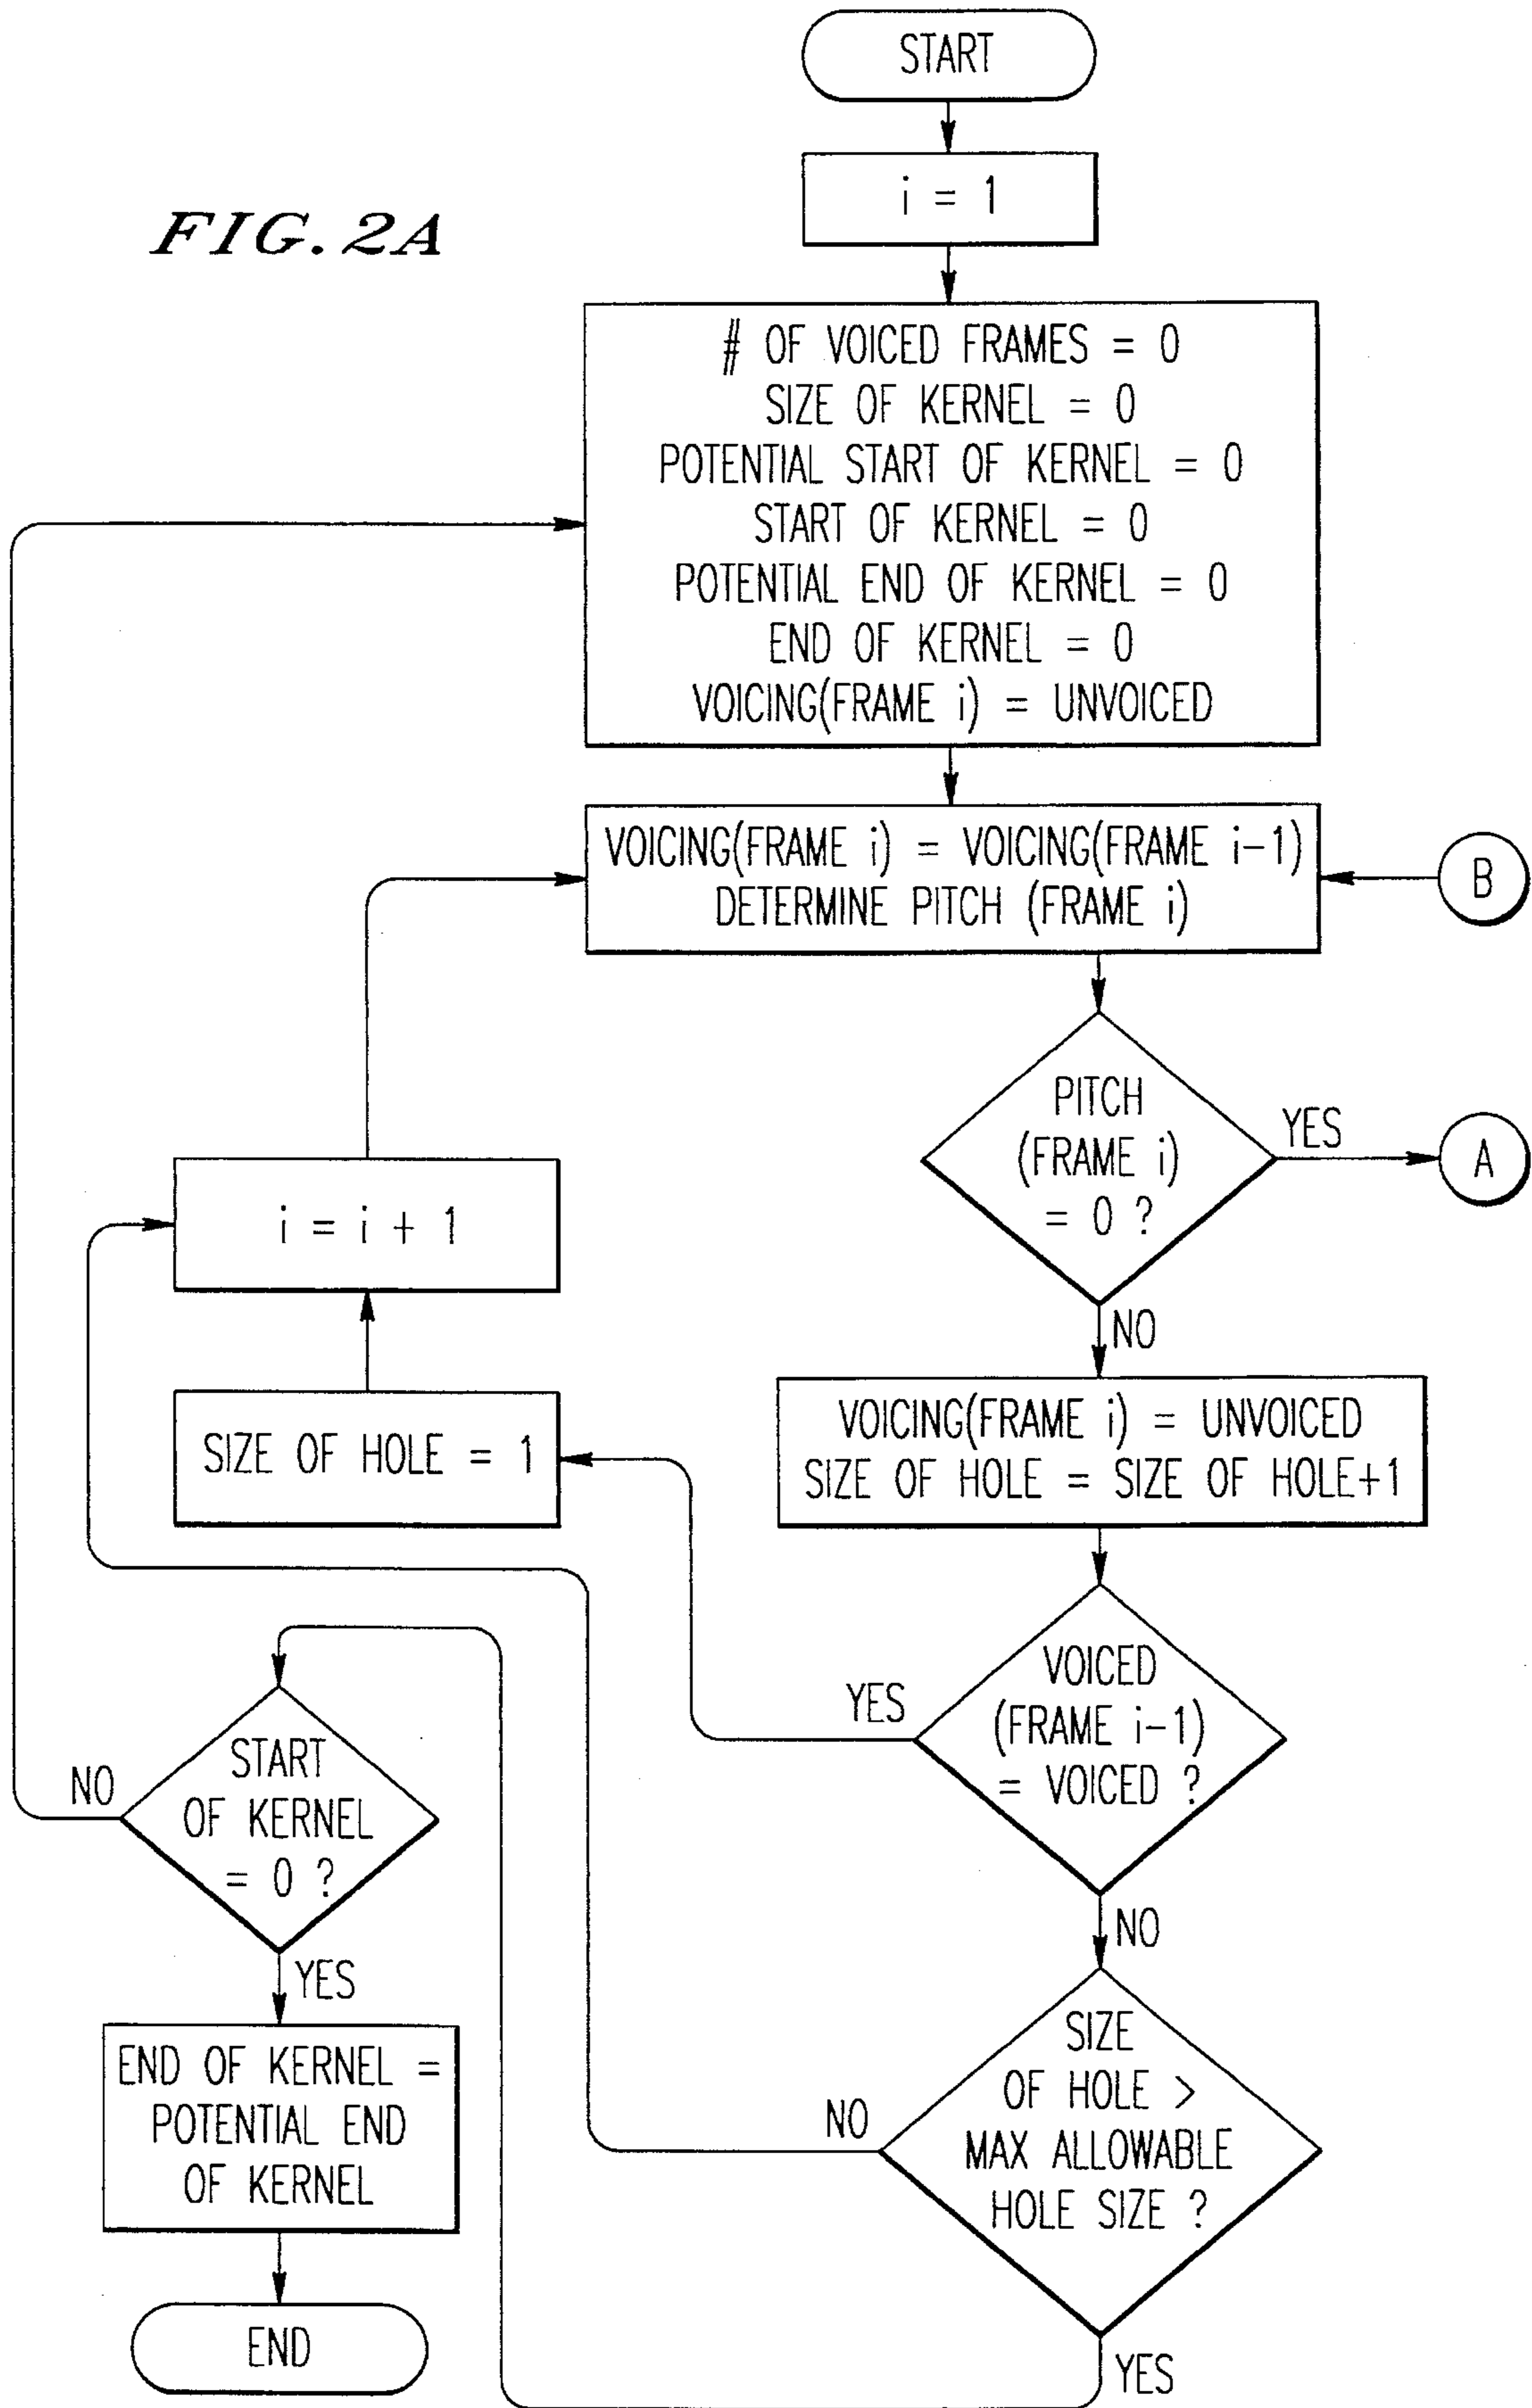 FIG. 2A
START
i = 1
# OF VOICED FRAMES = 0
SIZE OF KERNEL = 0
POTENTIAL START OF KERNEL = 0
START OF KERNEL = 0
POTENTIAL END OF KERNEL = 0
END OF KERNEL = 0
VOICING(FRAME i) = UNVOICED
VOICING(FRAME i) = VOICING(FRAME i-1)
DETERMINE PITCH (FRAME i)
B
PITCH
(FRAME i)
= 0 ?
YES
A
NO
i = i + 1
SIZE OF HOLE = 1
VOICING(FRAME i) = UNVOICED
SIZE OF HOLE = SIZE OF HOLE+1
VOICED
(FRAME i-1)
= VOICED ?
YES
NO
START
OF KERNEL
= 0 ?
NO
YES
SIZE
OF HOLE >
MAX ALLOWABLE
HOLE SIZE ?
NO
YES
END OF KERNEL =
POTENTIAL END
OF KERNEL
END